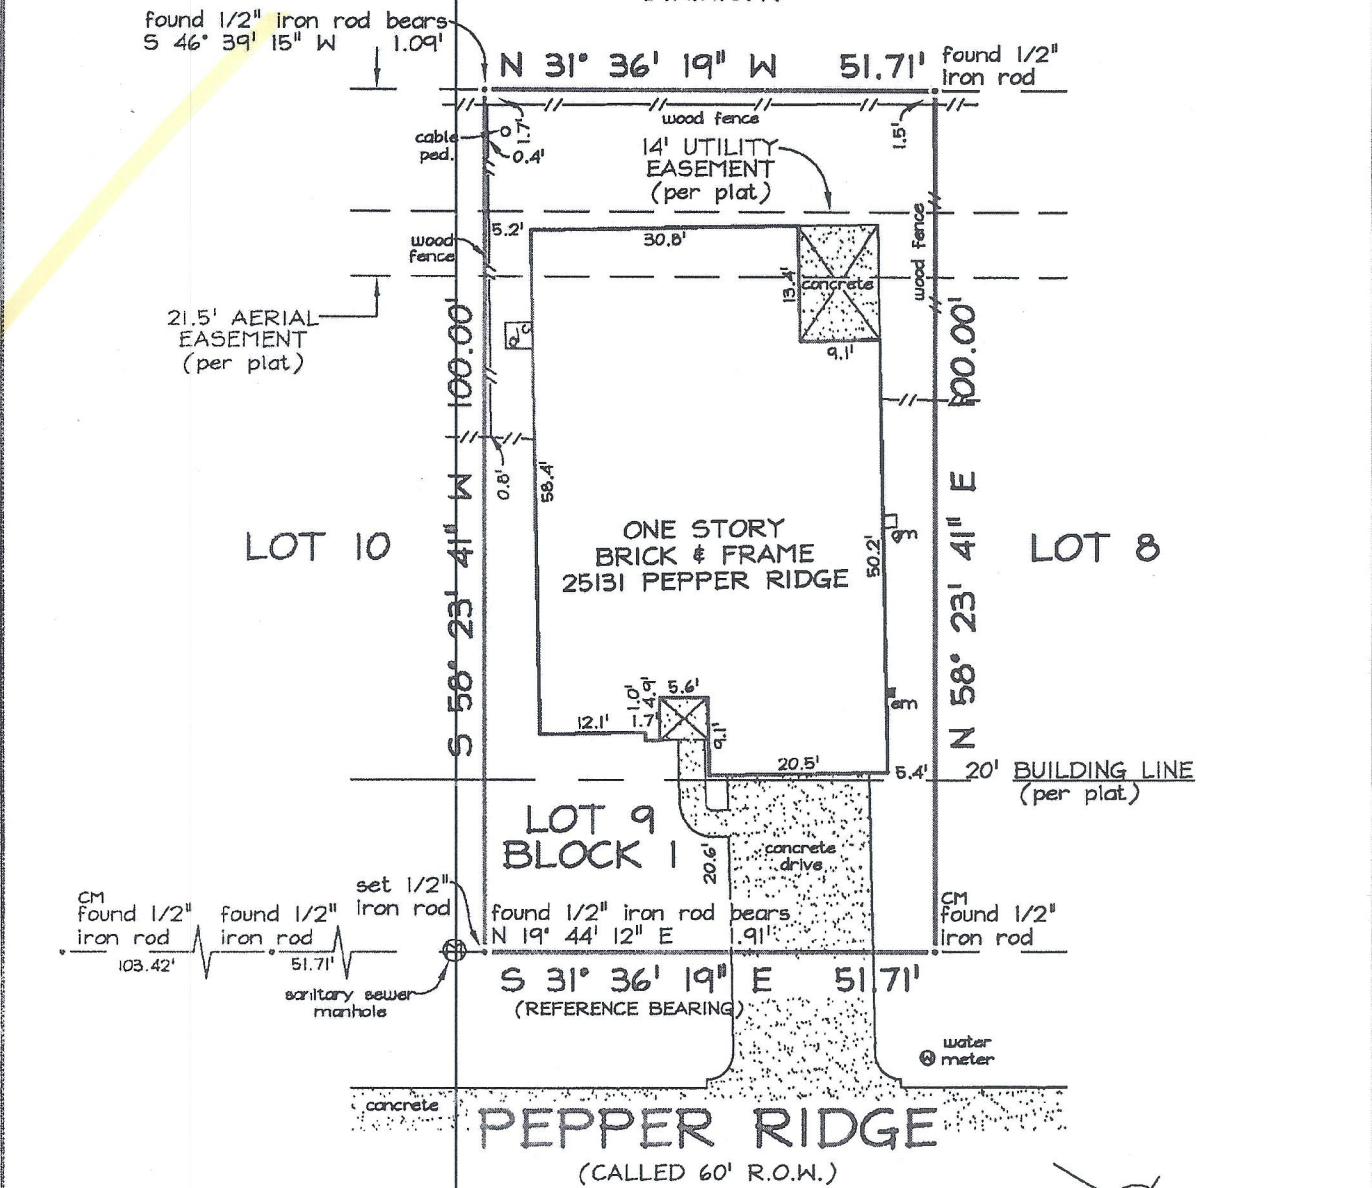 found 1/2" iron rod bears
S 46° 39' 15" W 1.09'
N 31° 36' 19" W 51.71'
found 1/2"
iron rod
wood fence
cable
ped.
1.7'
0.4'
1.5'
14' UTILITY
EASEMENT
(per plat)
wood
fence
5.2'
30.8'
wood fence
13.4'
concrete
9.1'
21.5' AERIAL
EASEMENT
(per plat)
a/c
S 58° 23' 41" W 100.00'
N 58° 23' 41" E 100.00'
0.8'
58.4'
LOT 10
ONE STORY
BRICK & FRAME
25131 PEPPER RIDGE
50.2'
gm
LOT 8
em
12.1'
1.0'
1.7'
4.9'
5.6'
9.1'
20.5'
5.4'
20' BUILDING LINE
(per plat)
LOT 9
BLOCK 1
20.6'
concrete
drive
set 1/2"
iron rod
CM
found 1/2"
iron rod
found 1/2"
iron rod
found 1/2" iron rod bears
N 19° 44' 12" E .91'
CM
found 1/2"
iron rod
103.42'
51.71'
S 31° 36' 19" E 51.71'
(REFERENCE BEARING)
sanitary sewer
manhole
W
water
meter
concrete
PEPPER RIDGE
(CALLED 60' R.O.W.)